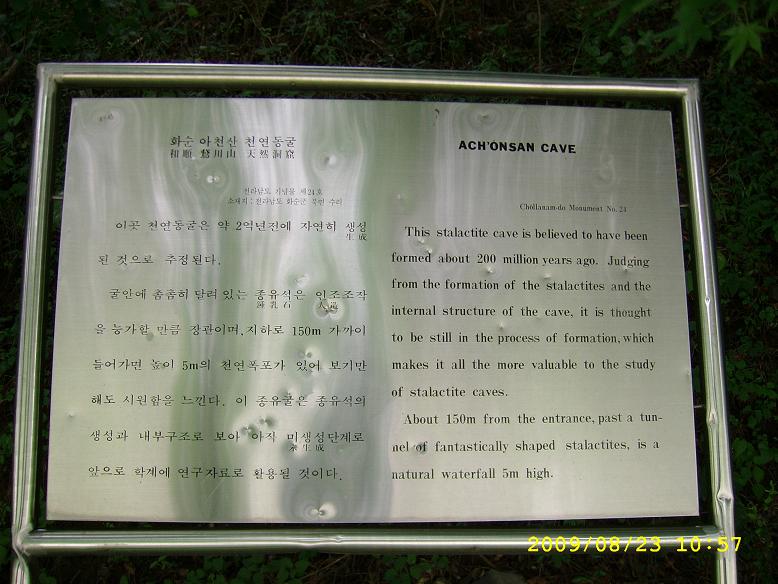 화순 아천산 천연동굴
和順 鵞川山 天然洞窟
전라남도 기념물 제24호
소재지 : 전라남도 화순군 북면 수리
이곳 천연동굴은 약 2억년전에 자연히 생성
生成
된 것으로 추정된다.
굴안에 촘촘히 달려 있는 종유석은 인조조작
鍾乳石 人造
을 능가할 만큼 장관이며, 지하로 150m 가까이
들어가면 높이 5m의 천연폭포가 있어 보기만
해도 시원함을 느낀다. 이 종유굴은 종유석의
생성과 내부구조로 보아 아직 미생성단계로
未生成
앞으로 학계에 연구자료로 활용될 것이다.
ACH'ONSAN CAVE
Chŏllanam-do Monument No. 24
This stalactite cave is believed to have been
formed about 200 million years ago. Judging
from the formation of the stalactites and the
internal structure of the cave, it is thought
to be still in the process of formation, which
makes it all the more valuable to the study
of stalactite caves.
About 150m from the entrance, past a tun-
nel of fantastically shaped stalactites, is a
natural waterfall 5m high.
2009/08/23 10:57